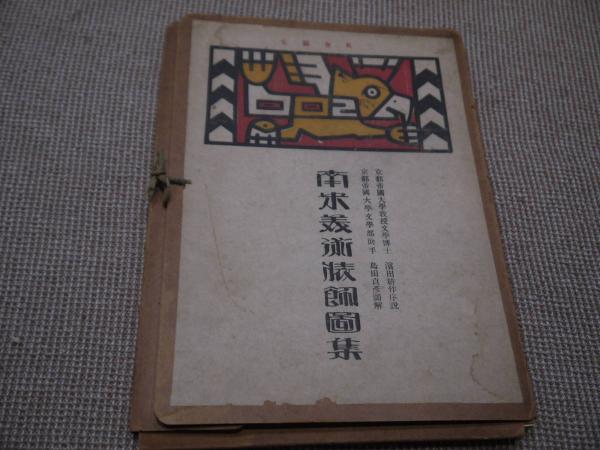 京都帝國大學教授文學博士 濱田耕作序説
京都帝國大學文學部助手 島田貞彦圖解
南米美術装飾圖集